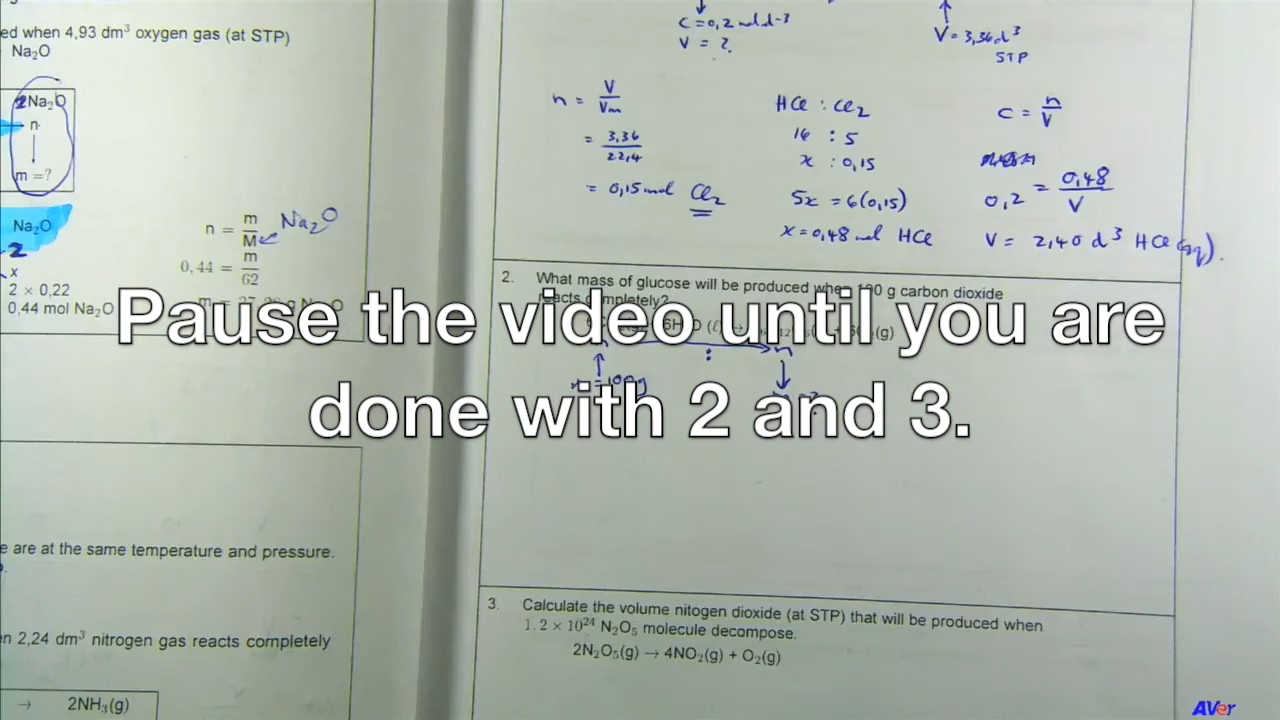 ed when 4,93 dm³ oxygen gas (at STP)
Na₂O
2Na₂O
n
m = ?
Na₂O
2
x
2 × 0,22
0,44 mol Na₂O
n = m/M
Na₂O
0,44 = m/62
e are at the same temperature and pressure.
en 2,24 dm³ nitrogen gas reacts completely
→ 2NH₃(g)
c = 0,2 mol d⁻³
V = ?
V = 3,36 d³
STP
n = V/Vm
= 3,36/22,4
= 0,15 mol Cl₂
HCl : Cl₂
16 : 5
x : 0,15
5x = 16(0,15)
x = 0,48 mol HCl
c = n/V
0,2 = 0,48/V
V = 2,40 d³ HCl (aq).
2. What mass of glucose will be produced when 100 g carbon dioxide
reacts completely?
n : n
m = 100g
Pause the video until you are
done with 2 and 3.
3. Calculate the volume nitogen dioxide (at STP) that will be produced when
1,2 × 10²⁴ N₂O₅ molecule decompose.
2N₂O₅(g) → 4NO₂(g) + O₂(g)
AVer